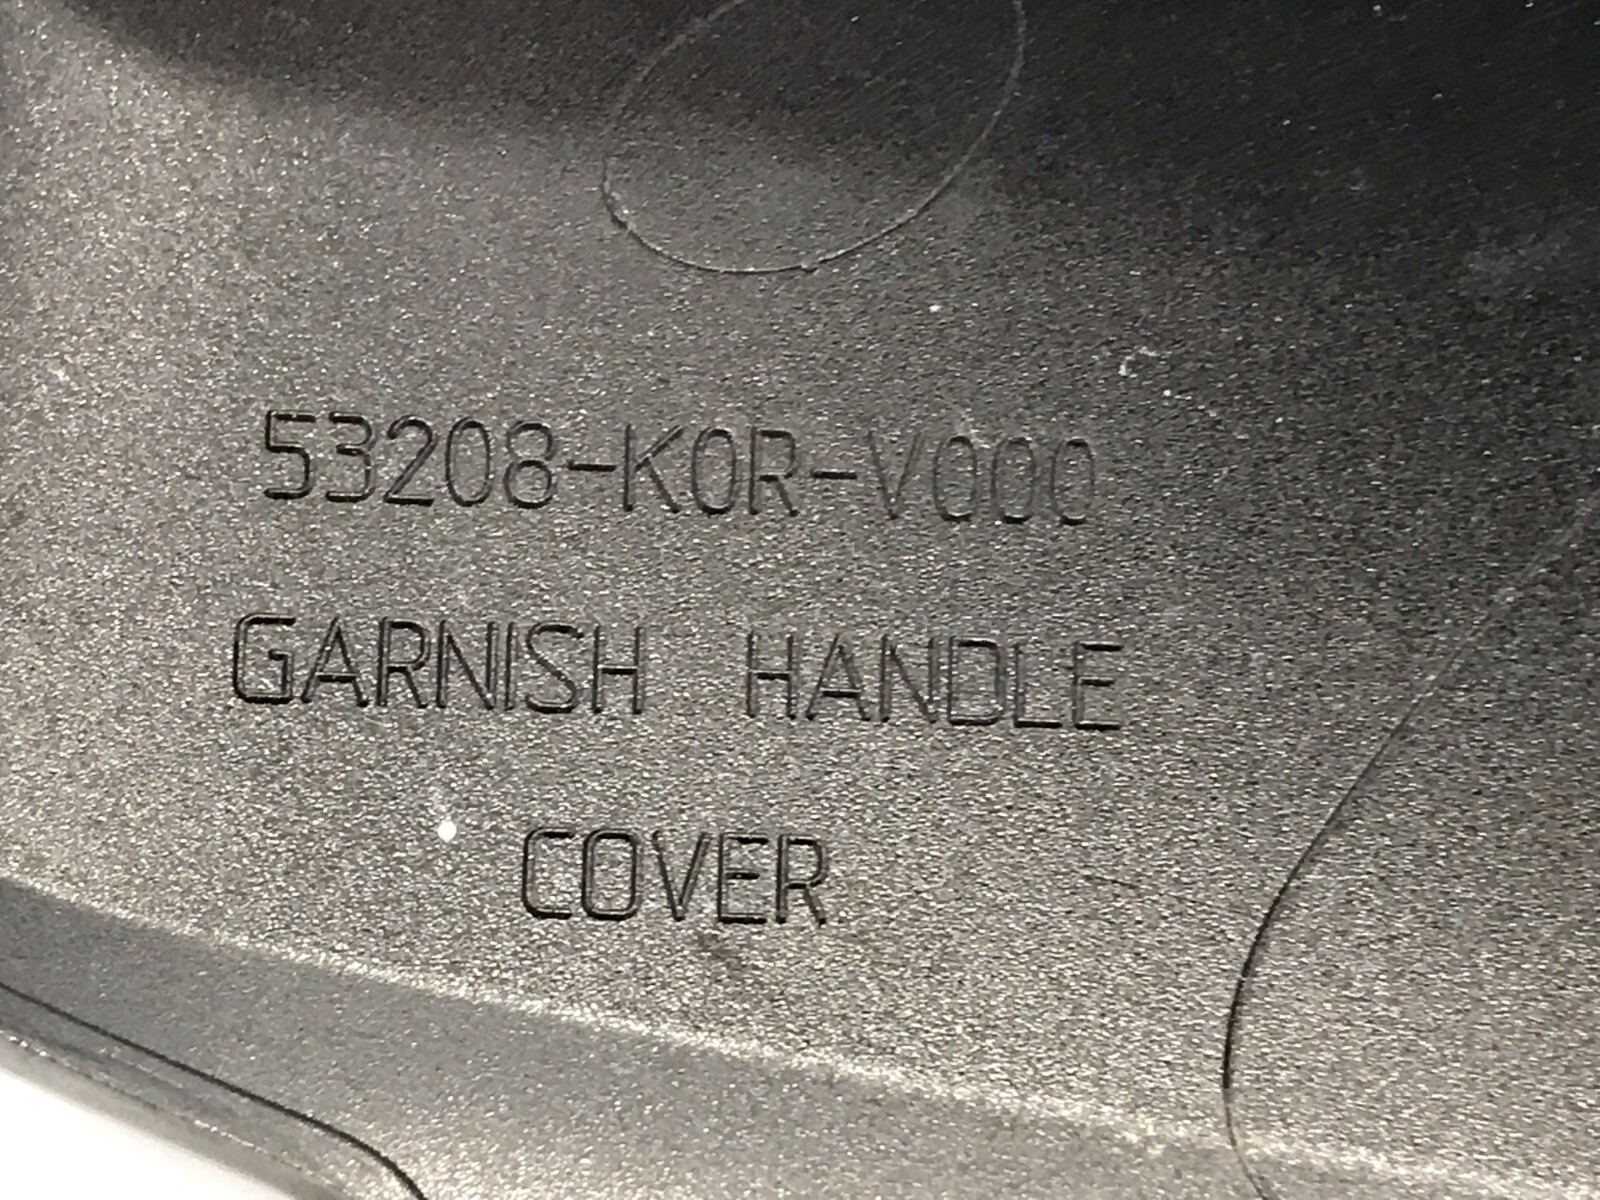 53208-K0R-V000
GARNISH HANDLE
COVER